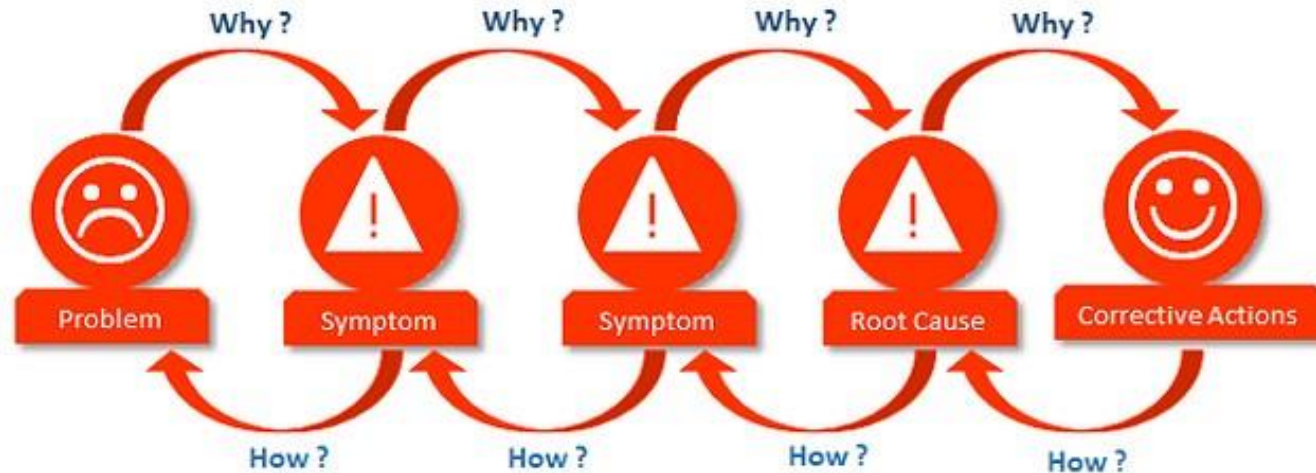 Why ?
Why ?
Why ?
Why ?
!
!
!
Problem
Symptom
Symptom
Root Cause
Corrective Actions
How ?
How ?
How ?
How ?